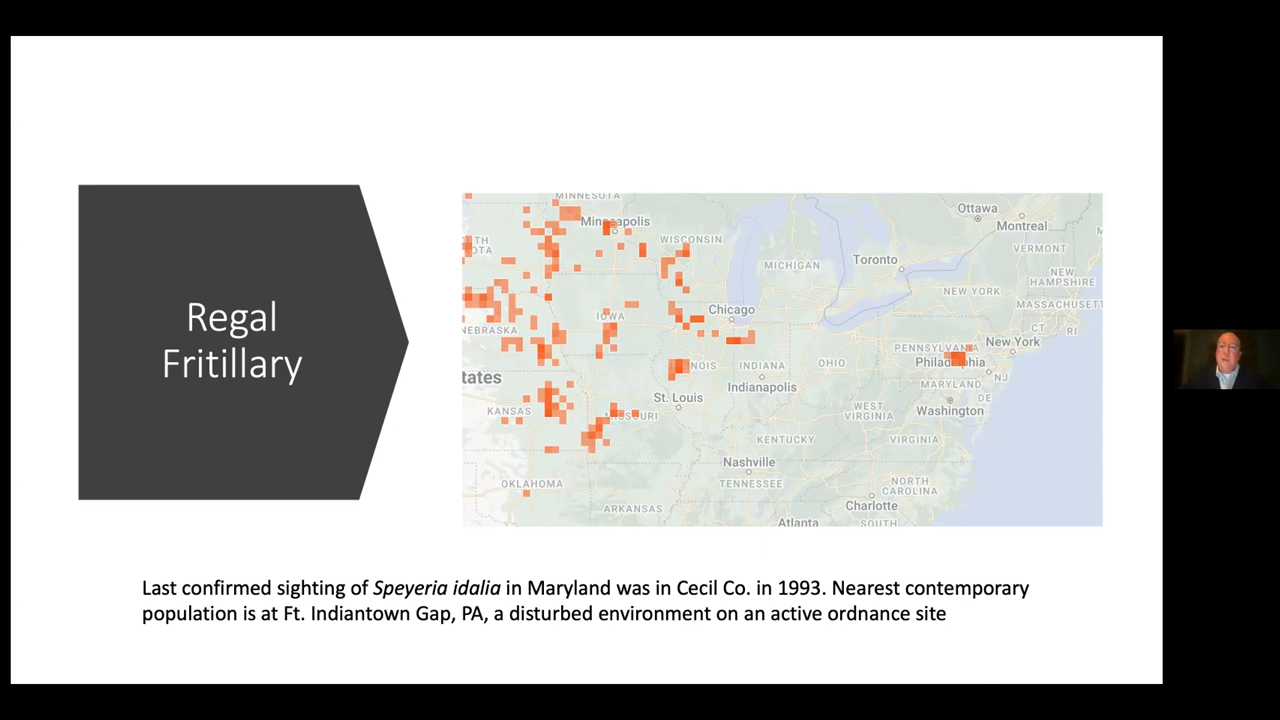 Regal
Fritillary
MINNESOTA
Minneapolis
Ottawa
Montreal
WISCONSIN
VERMONT
MICHIGAN
Toronto
NEW
HAMPSHIRE
NEW YORK
MASSACHUSETT
Chicago
IOWA
CT
RI
NEBRASKA
New York
PENNSYLVANIA
Philadelphia
INDIANA
OHIO
NOIS
tates
Indianapolis
NJ
MARYLAND
DE
St. Louis
KANSAS
MISSOURI
WEST
VIRGINIA
Washington
KENTUCKY
VIRGINIA
Nashville
TENNESSEE
OKLAHOMA
NORTH
CAROLINA
ARKANSAS
Charlotte
Atlanta
SOUTH
Last confirmed sighting of Speyeria idalia in Maryland was in Cecil Co. in 1993. Nearest contemporary
population is at Ft. Indiantown Gap, PA, a disturbed environment on an active ordnance site